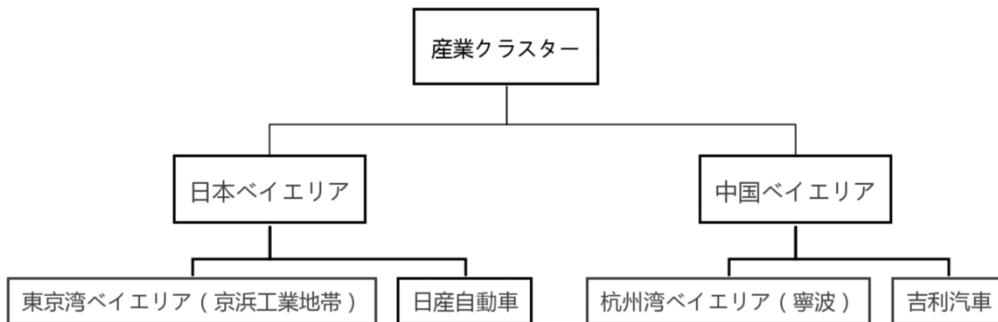 産業クラスター
日本ベイエリア
中国ベイエリア
東京湾ベイエリア（京浜工業地帯）
日産自動車
杭州湾ベイエリア（寧波）
吉利汽車